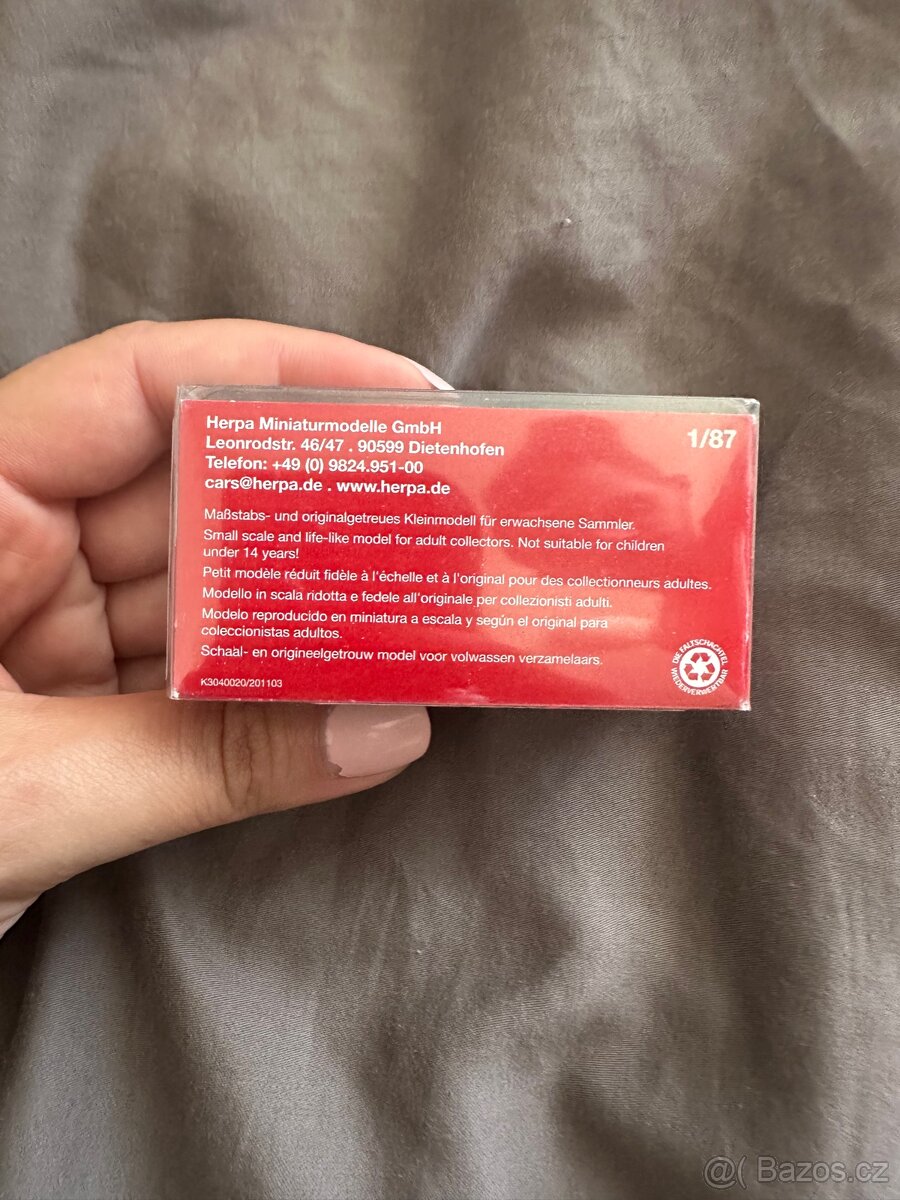 Herpa Miniaturmodelle GmbH
Leonrodstr. 46/47 . 90599 Dietenhofen
Telefon: +49 (0) 9824.951-00
cars@herpa.de . www.herpa.de
1/87
Maßstabs- und originalgetreues Kleinmodell für erwachsene Sammler.
Small scale and life-like model for adult collectors. Not suitable for children
under 14 years!
Petit modèle réduit fidèle à l'échelle et à l'original pour des collectionneurs adultes.
Modello in scala ridotta e fedele all'originale per collezionisti adulti.
Modelo reproducido en miniatura a escala y según el original para
coleccionistas adultos.
Schaal- en origineelgetrouw model voor volwassen verzamelaars.
DIE FALTSCHACHTEL
WIEDERVERWERTBAR
K3040020/201103
@( Bazos.cz